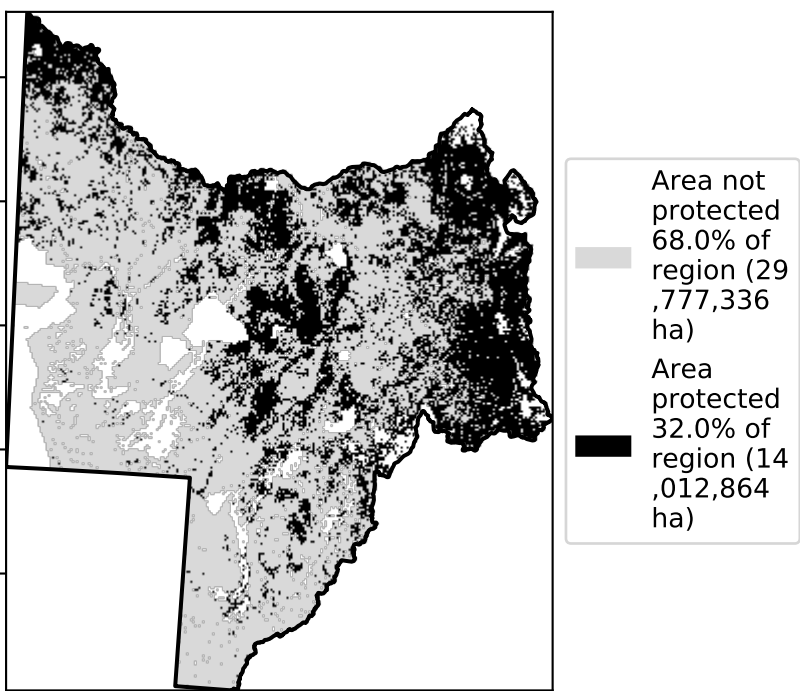 Area not
protected
68.0% of
region (29
,777,336
ha)
Area
protected
32.0% of
region (14
,012,864
ha)